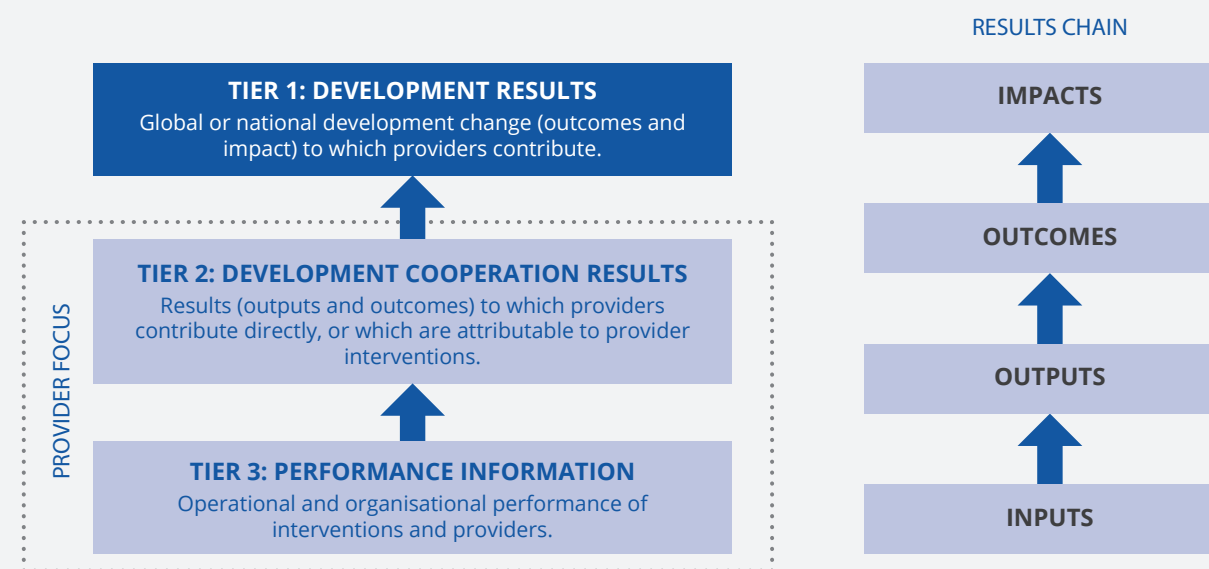 RESULTS CHAIN
TIER 1: DEVELOPMENT RESULTS
Global or national development change (outcomes and
impact) to which providers contribute.
PROVIDER FOCUS
TIER 2: DEVELOPMENT COOPERATION RESULTS
Results (outputs and outcomes) to which providers
contribute directly, or which are attributable to provider
interventions.
TIER 3: PERFORMANCE INFORMATION
Operational and organisational performance of
interventions and providers.
IMPACTS
OUTCOMES
OUTPUTS
INPUTS